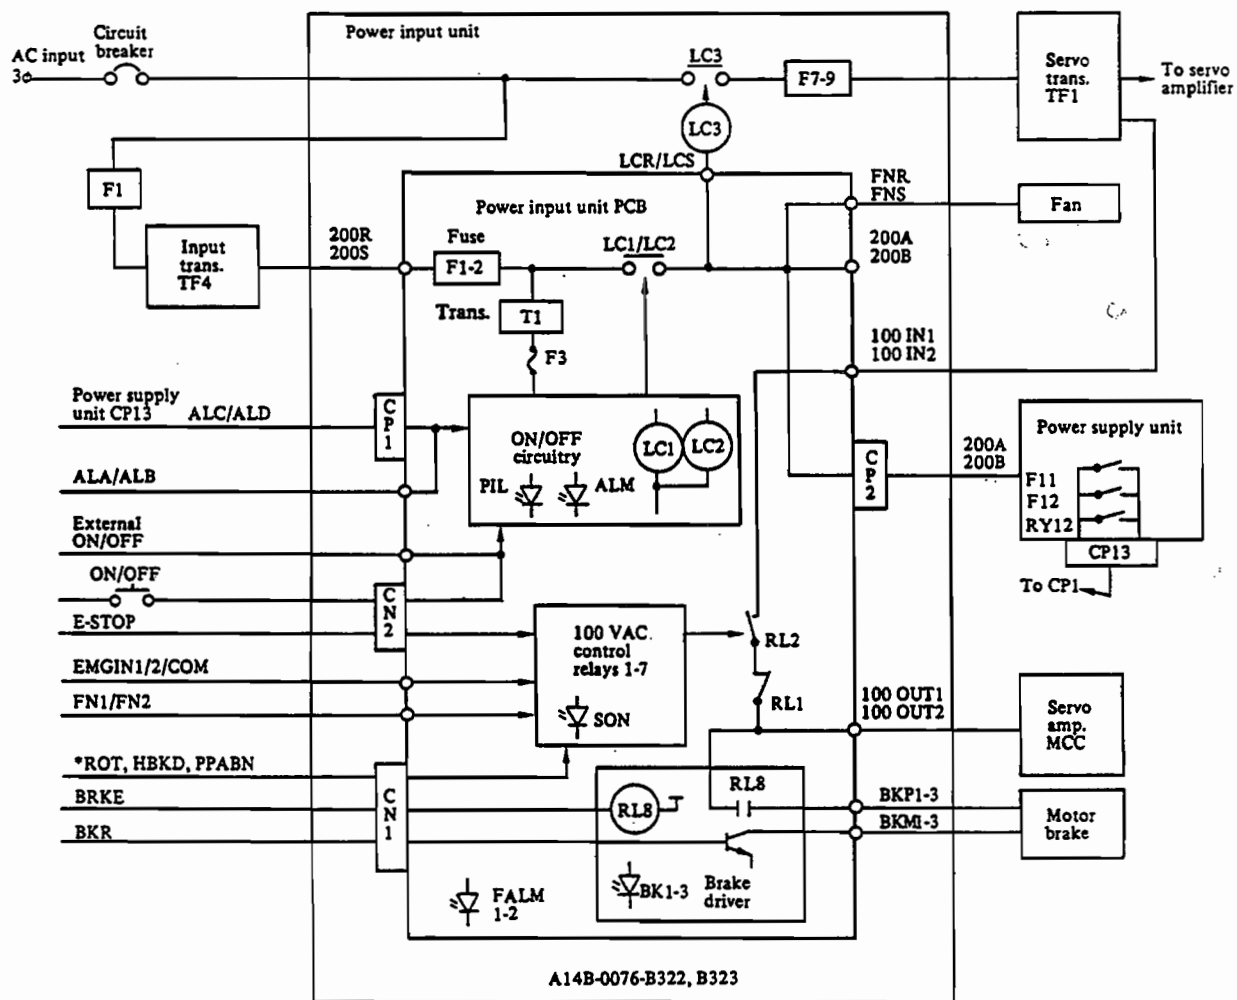 Power input unit
Circuit
breaker
AC input
3¢
LC3
F7-9
Servo
trans.
TF1
To servo
amplifier
LC3
LCR/LCS
F1
FNR
FNS
Fan
Power input unit PCB
Input
trans.
TF4
200R
200S
Fuse
F1-2
LC1/LC2
200A
200B
Trans.
T1
F3
100 IN1
100 IN2
Power supply
unit CP13
ALC/ALD
CP1
ON/OFF
circuitry
LC1
LC2
PIL
ALM
ALA/ALB
CP2
200A
200B
Power supply unit
F11
F12
RY12
CP13
To CP1
External
ON/OFF
ON/OFF
CN2
E-STOP
EMGIN1/2/COM
FN1/FN2
100 VAC.
control
relays 1-7
SON
RL2
RL1
100 OUT1
100 OUT2
Servo
amp.
MCC
*ROT, HBKD, PPABN
BRKE
BKR
CN1
RL8
RL8
BKP1-3
BKM1-3
Motor
brake
BK1-3
Brake
driver
FALM
1-2
A14B-0076-B322, B323